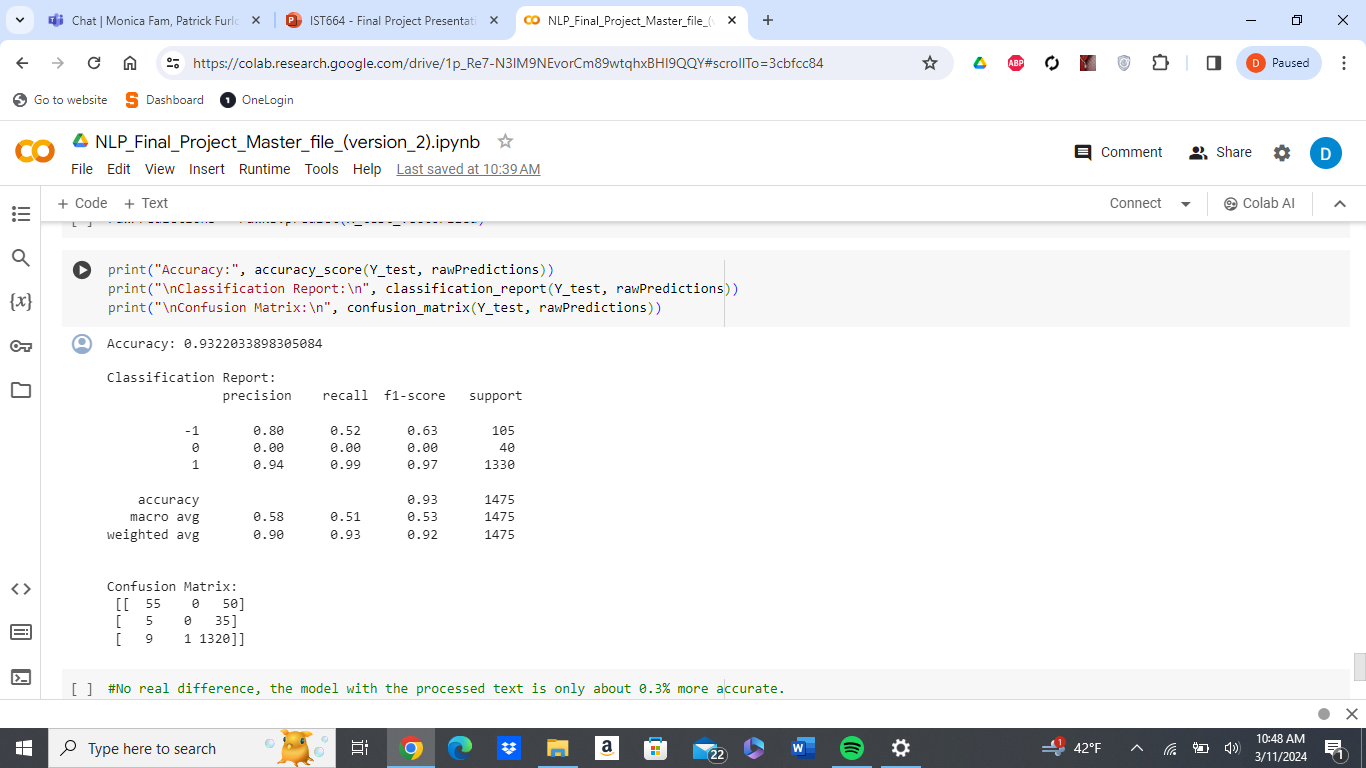 Chat | Monica Fam, Patrick Furlo
IST664 - Final Project Presentati
NLP_Final_Project_Master_file_(v
https://colab.research.google.com/drive/1p_Re7-N3IM9NEvorCm89wtqhxBHI9QQY#scrollTo=3cbfcc84
ABP
D Paused
Go to website
S Dashboard
1 OneLogin
CO NLP_Final_Project_Master_file_(version_2).ipynb
File Edit View Insert Runtime Tools Help Last saved at 10:39 AM
Comment Share D
+ Code + Text
Connect Colab AI
{x}
print("Accuracy:", accuracy_score(Y_test, rawPredictions))
print("\nClassification Report:\n", classification_report(Y_test, rawPredictions))
print("\nConfusion Matrix:\n", confusion_matrix(Y_test, rawPredictions))
Accuracy: 0.9322033898305084
Classification Report:
precision recall f1-score support
-1 0.80 0.52 0.63 105
0 0.00 0.00 0.00 40
1 0.94 0.99 0.97 1330
accuracy 0.93 1475
macro avg 0.58 0.51 0.53 1475
weighted avg 0.90 0.93 0.92 1475
Confusion Matrix:
[[ 55 0 50]
[ 5 0 35]
[ 9 1 1320]]
[ ] #No real difference, the model with the processed text is only about 0.3% more accurate.
Type here to search
a
22
W
1
42°F
10:48 AM
3/11/2024
1